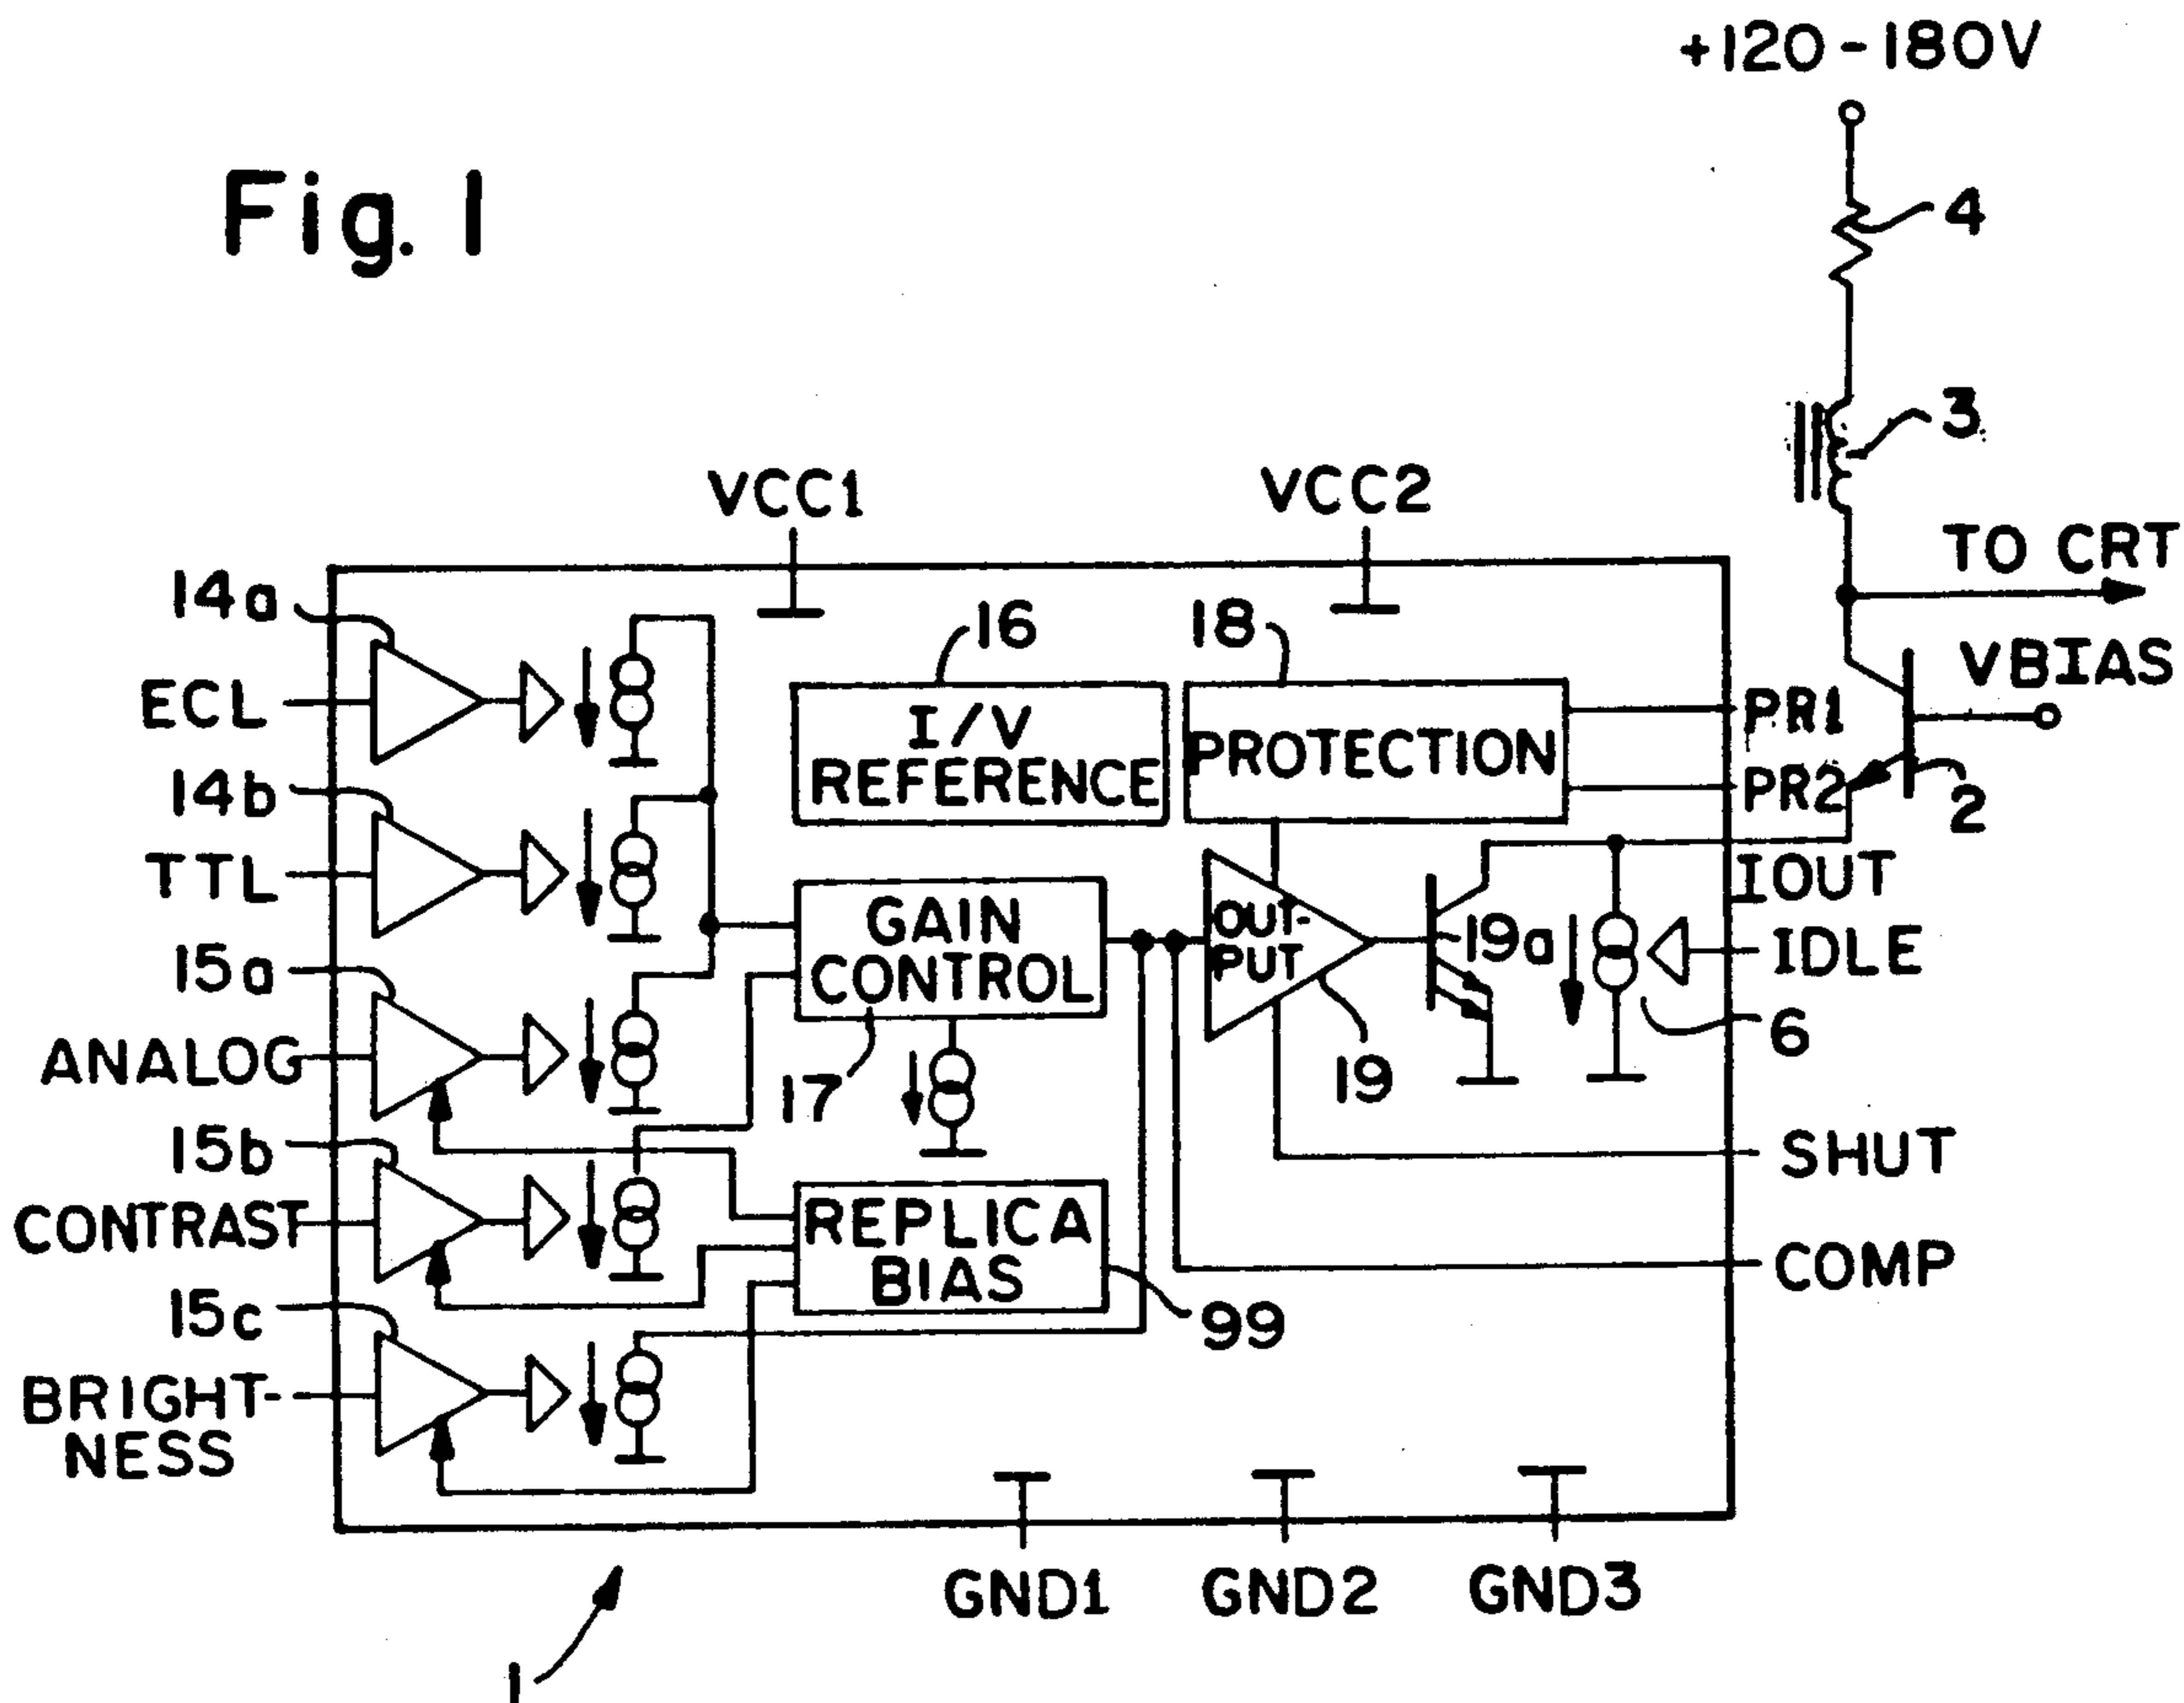 +120-180V
Fig. 1
4
3
VCC1
VCC2
TO CRT
14a
16
18
VBIAS
ECL
I/V
REFERENCE
PROTECTION
PR1
PR2
2
14b
TTL
IOUT
GAIN
CONTROL
OUT-
PUT
19a
IDLE
15a
ANALOG
17
19
6
15b
SHUT
CONTRAST
REPLICA
BIAS
COMP
15c
99
BRIGHT-
NESS
GND1
GND2
GND3
1